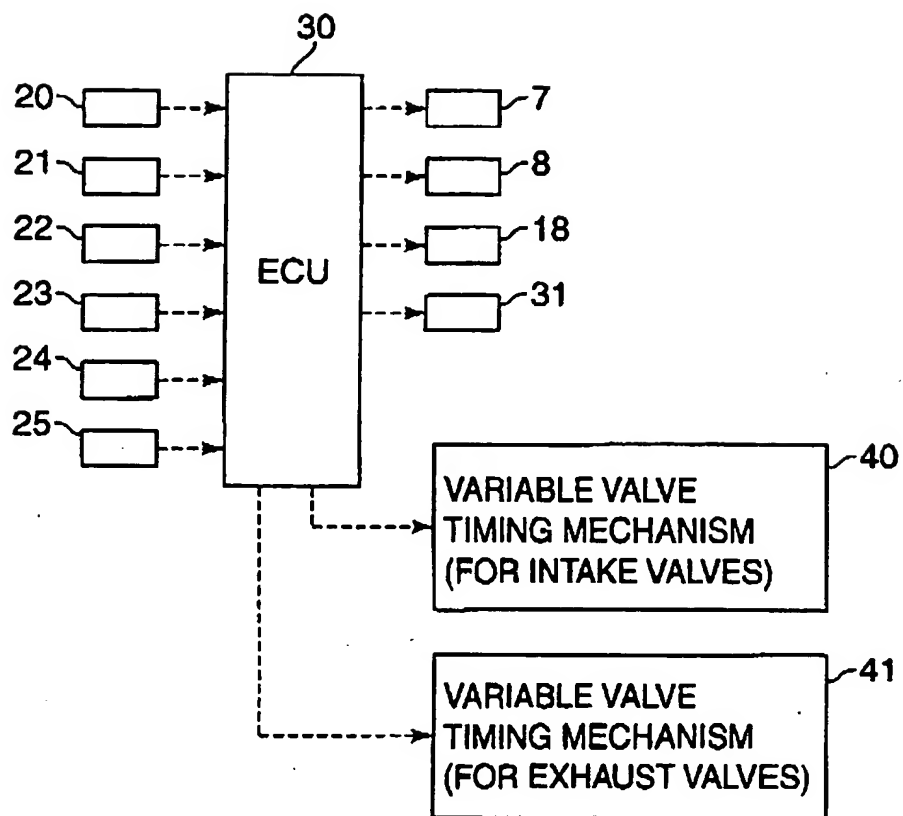 30
20
7
21
8
22
18
ECU
23
31
24
25
40
VARIABLE VALVE
TIMING MECHANISM
(FOR INTAKE VALVES)
41
VARIABLE VALVE
TIMING MECHANISM
(FOR EXHAUST VALVES)